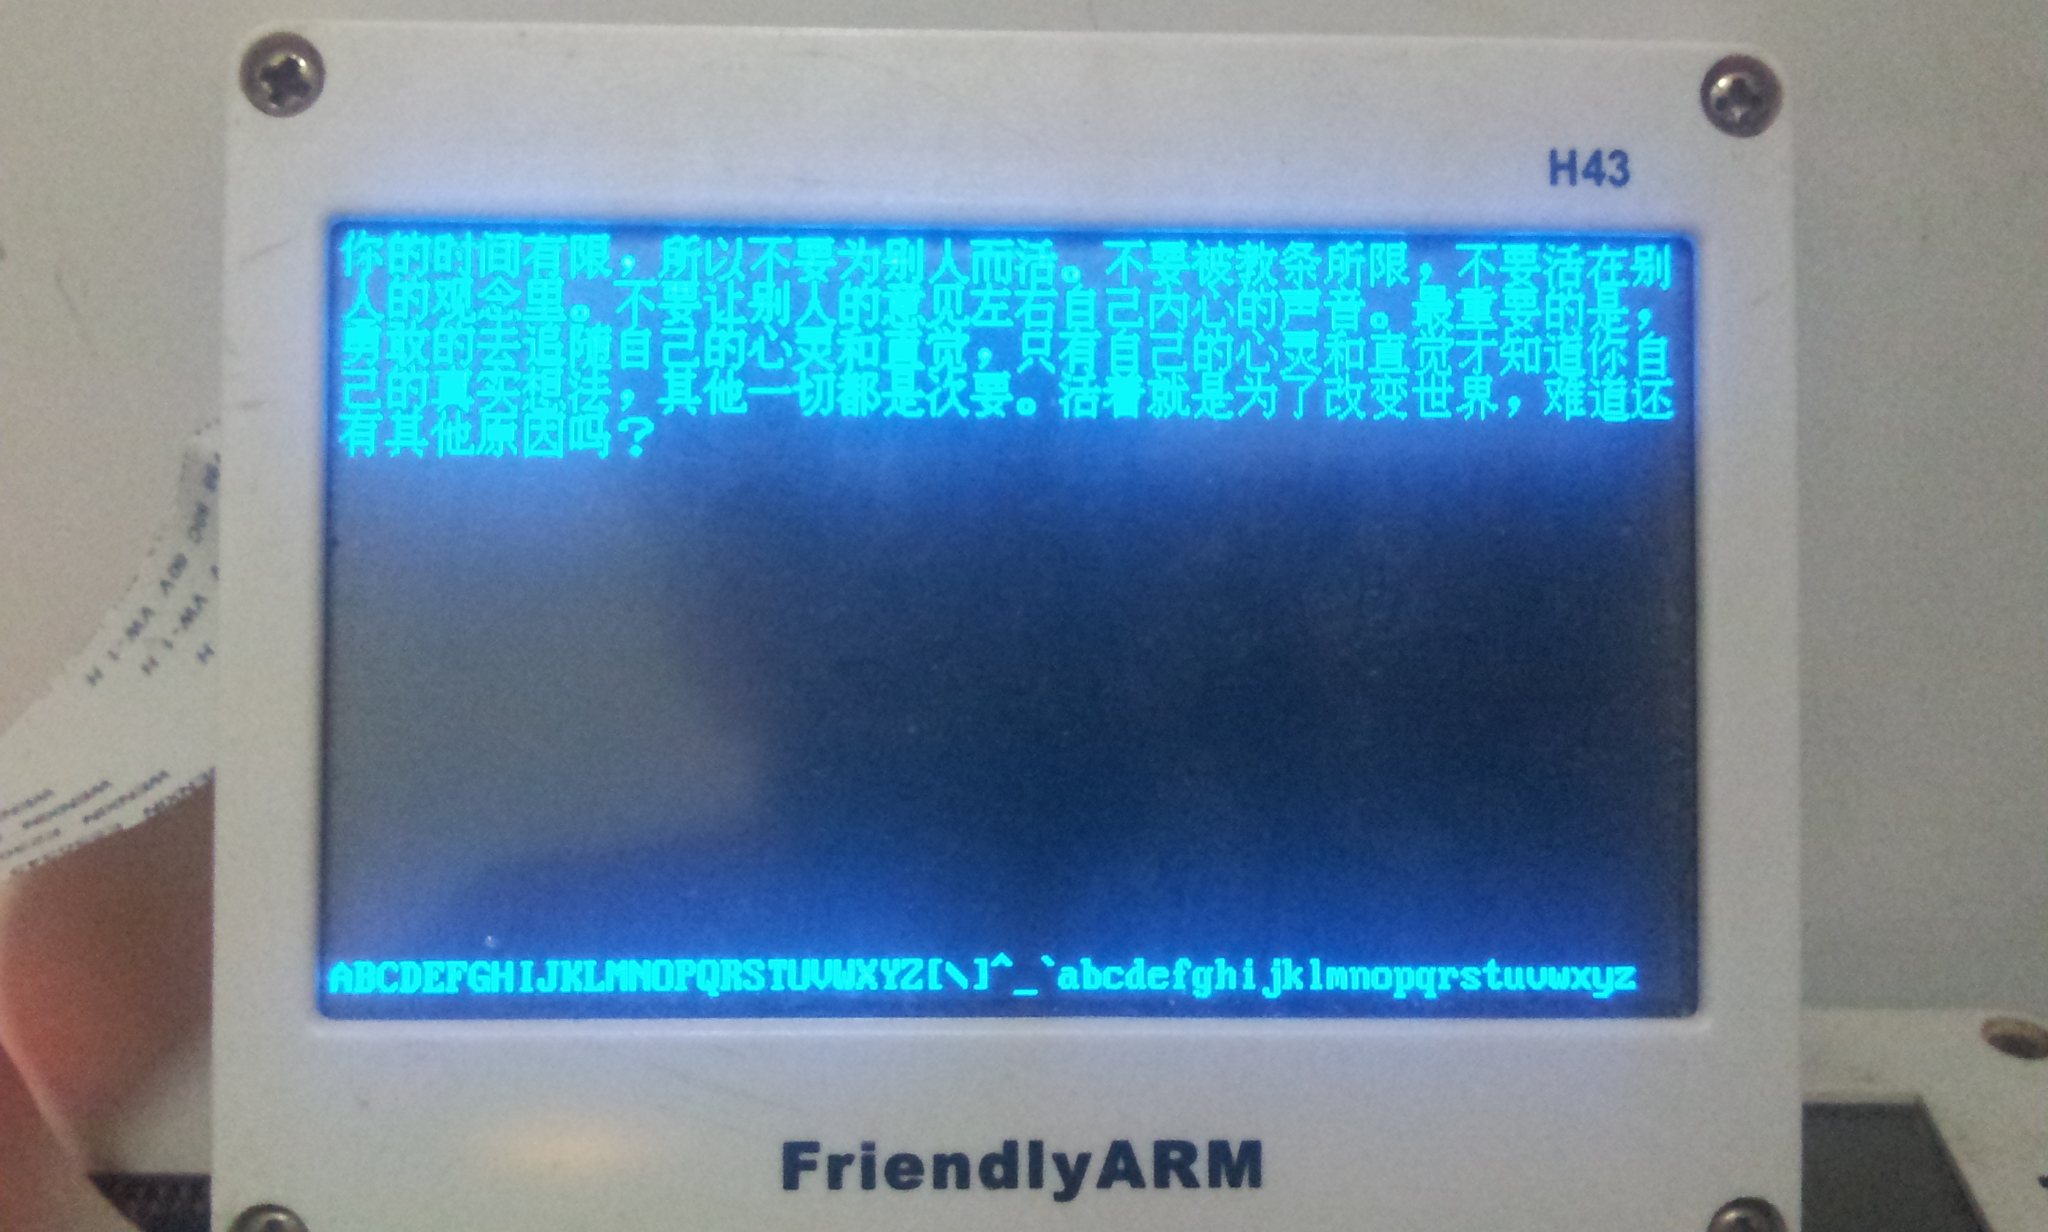 H43
你的时间有限，所以不要为别人而活。不要被教条所限，不要活在别
人的观念里。不要让别人的意见左右自己内心的声音。最重要的是，
勇敢的去追随自己的心灵和直觉，只有自己的心灵和直觉才知道你自
己的真实想法，其他一切都是次要。活着就是为了改变世界，难道还
有其他原因吗？
ABCDEFGHIJKLMNOPQRSTUVWXYZ[\]^_`abcdefghijklmnopqrstuvwxyz
FriendlyARM